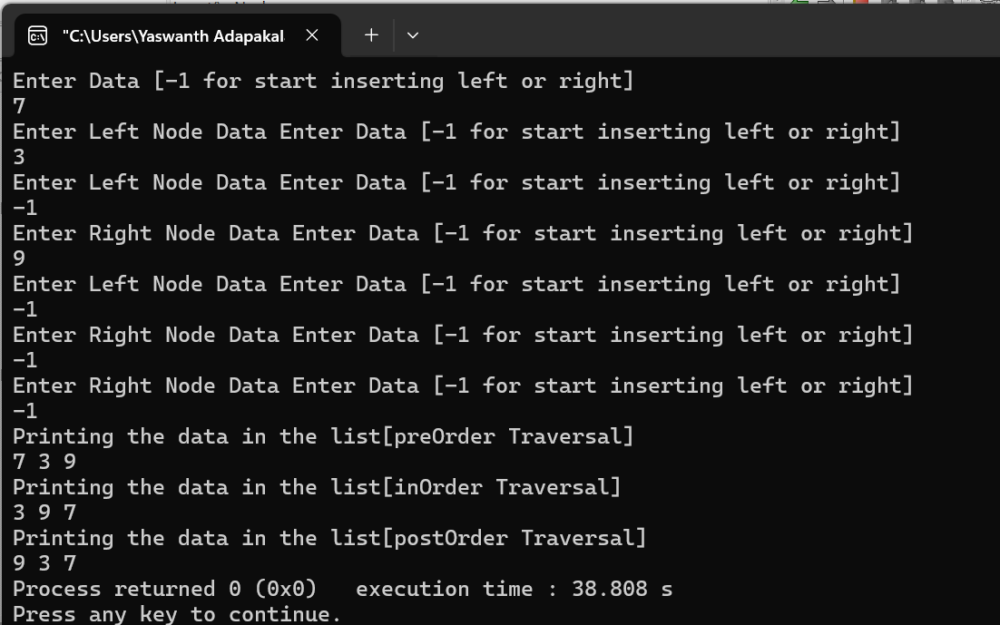 "C:\Users\Yaswanth Adapakal
Enter Data [-1 for start inserting left or right]
7
Enter Left Node Data Enter Data [-1 for start inserting left or right]
3
Enter Left Node Data Enter Data [-1 for start inserting left or right]
-1
Enter Right Node Data Enter Data [-1 for start inserting left or right]
9
Enter Left Node Data Enter Data [-1 for start inserting left or right]
-1
Enter Right Node Data Enter Data [-1 for start inserting left or right]
-1
Enter Right Node Data Enter Data [-1 for start inserting left or right]
-1
Printing the data in the list[preOrder Traversal]
7 3 9
Printing the data in the list[inOrder Traversal]
3 9 7
Printing the data in the list[postOrder Traversal]
9 3 7
Process returned 0 (0x0)   execution time : 38.808 s
Press any key to continue.